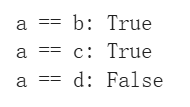 a == b: True
a == c: True
a == d: False